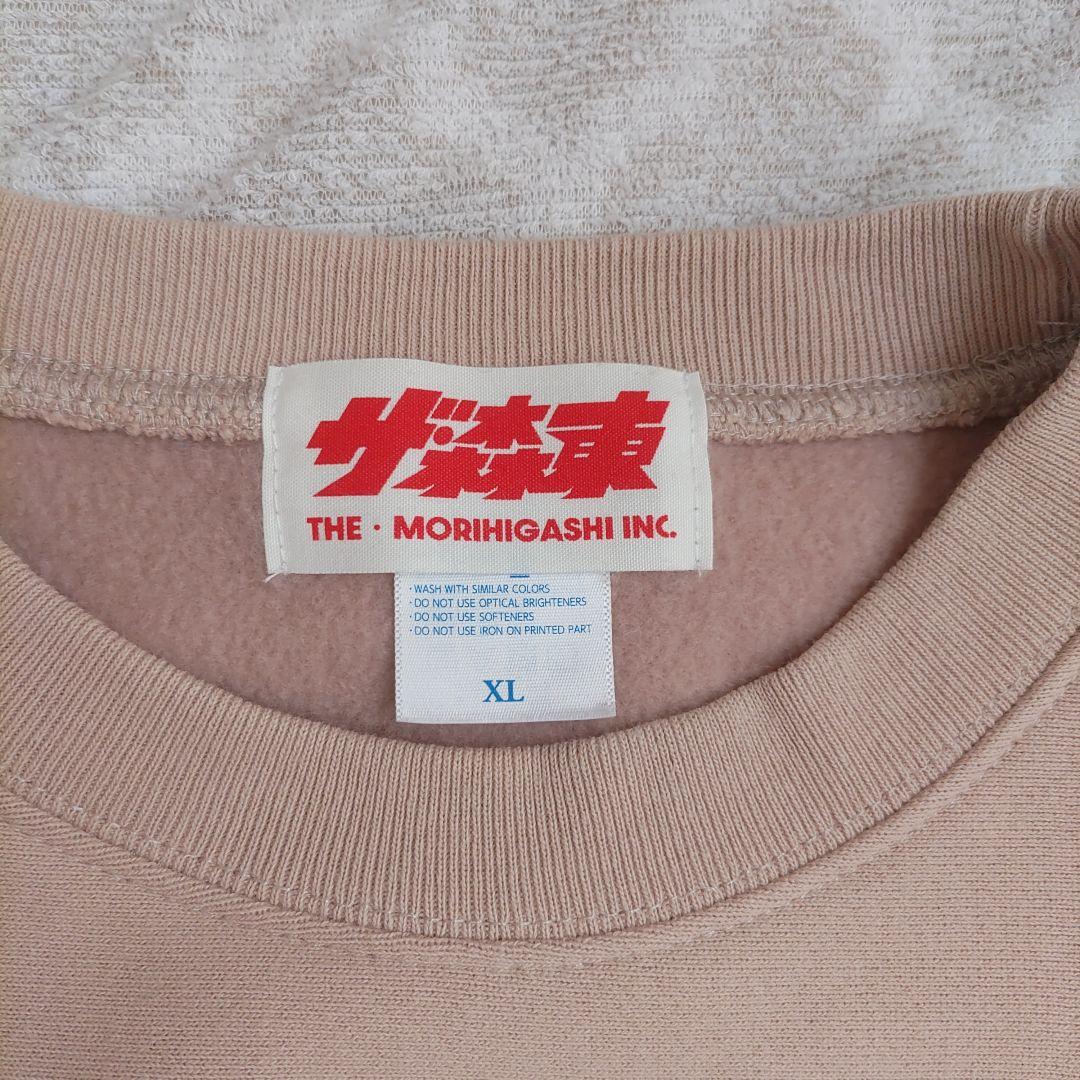 ザ・森東
THE · MORIHIGASHI INC.
· WASH WITH SIMILAR COLORS
· DO NOT USE OPTICAL BRIGHTENERS
· DO NOT USE SOFTENERS
· DO NOT USE IRON ON PRINTED PART
XL